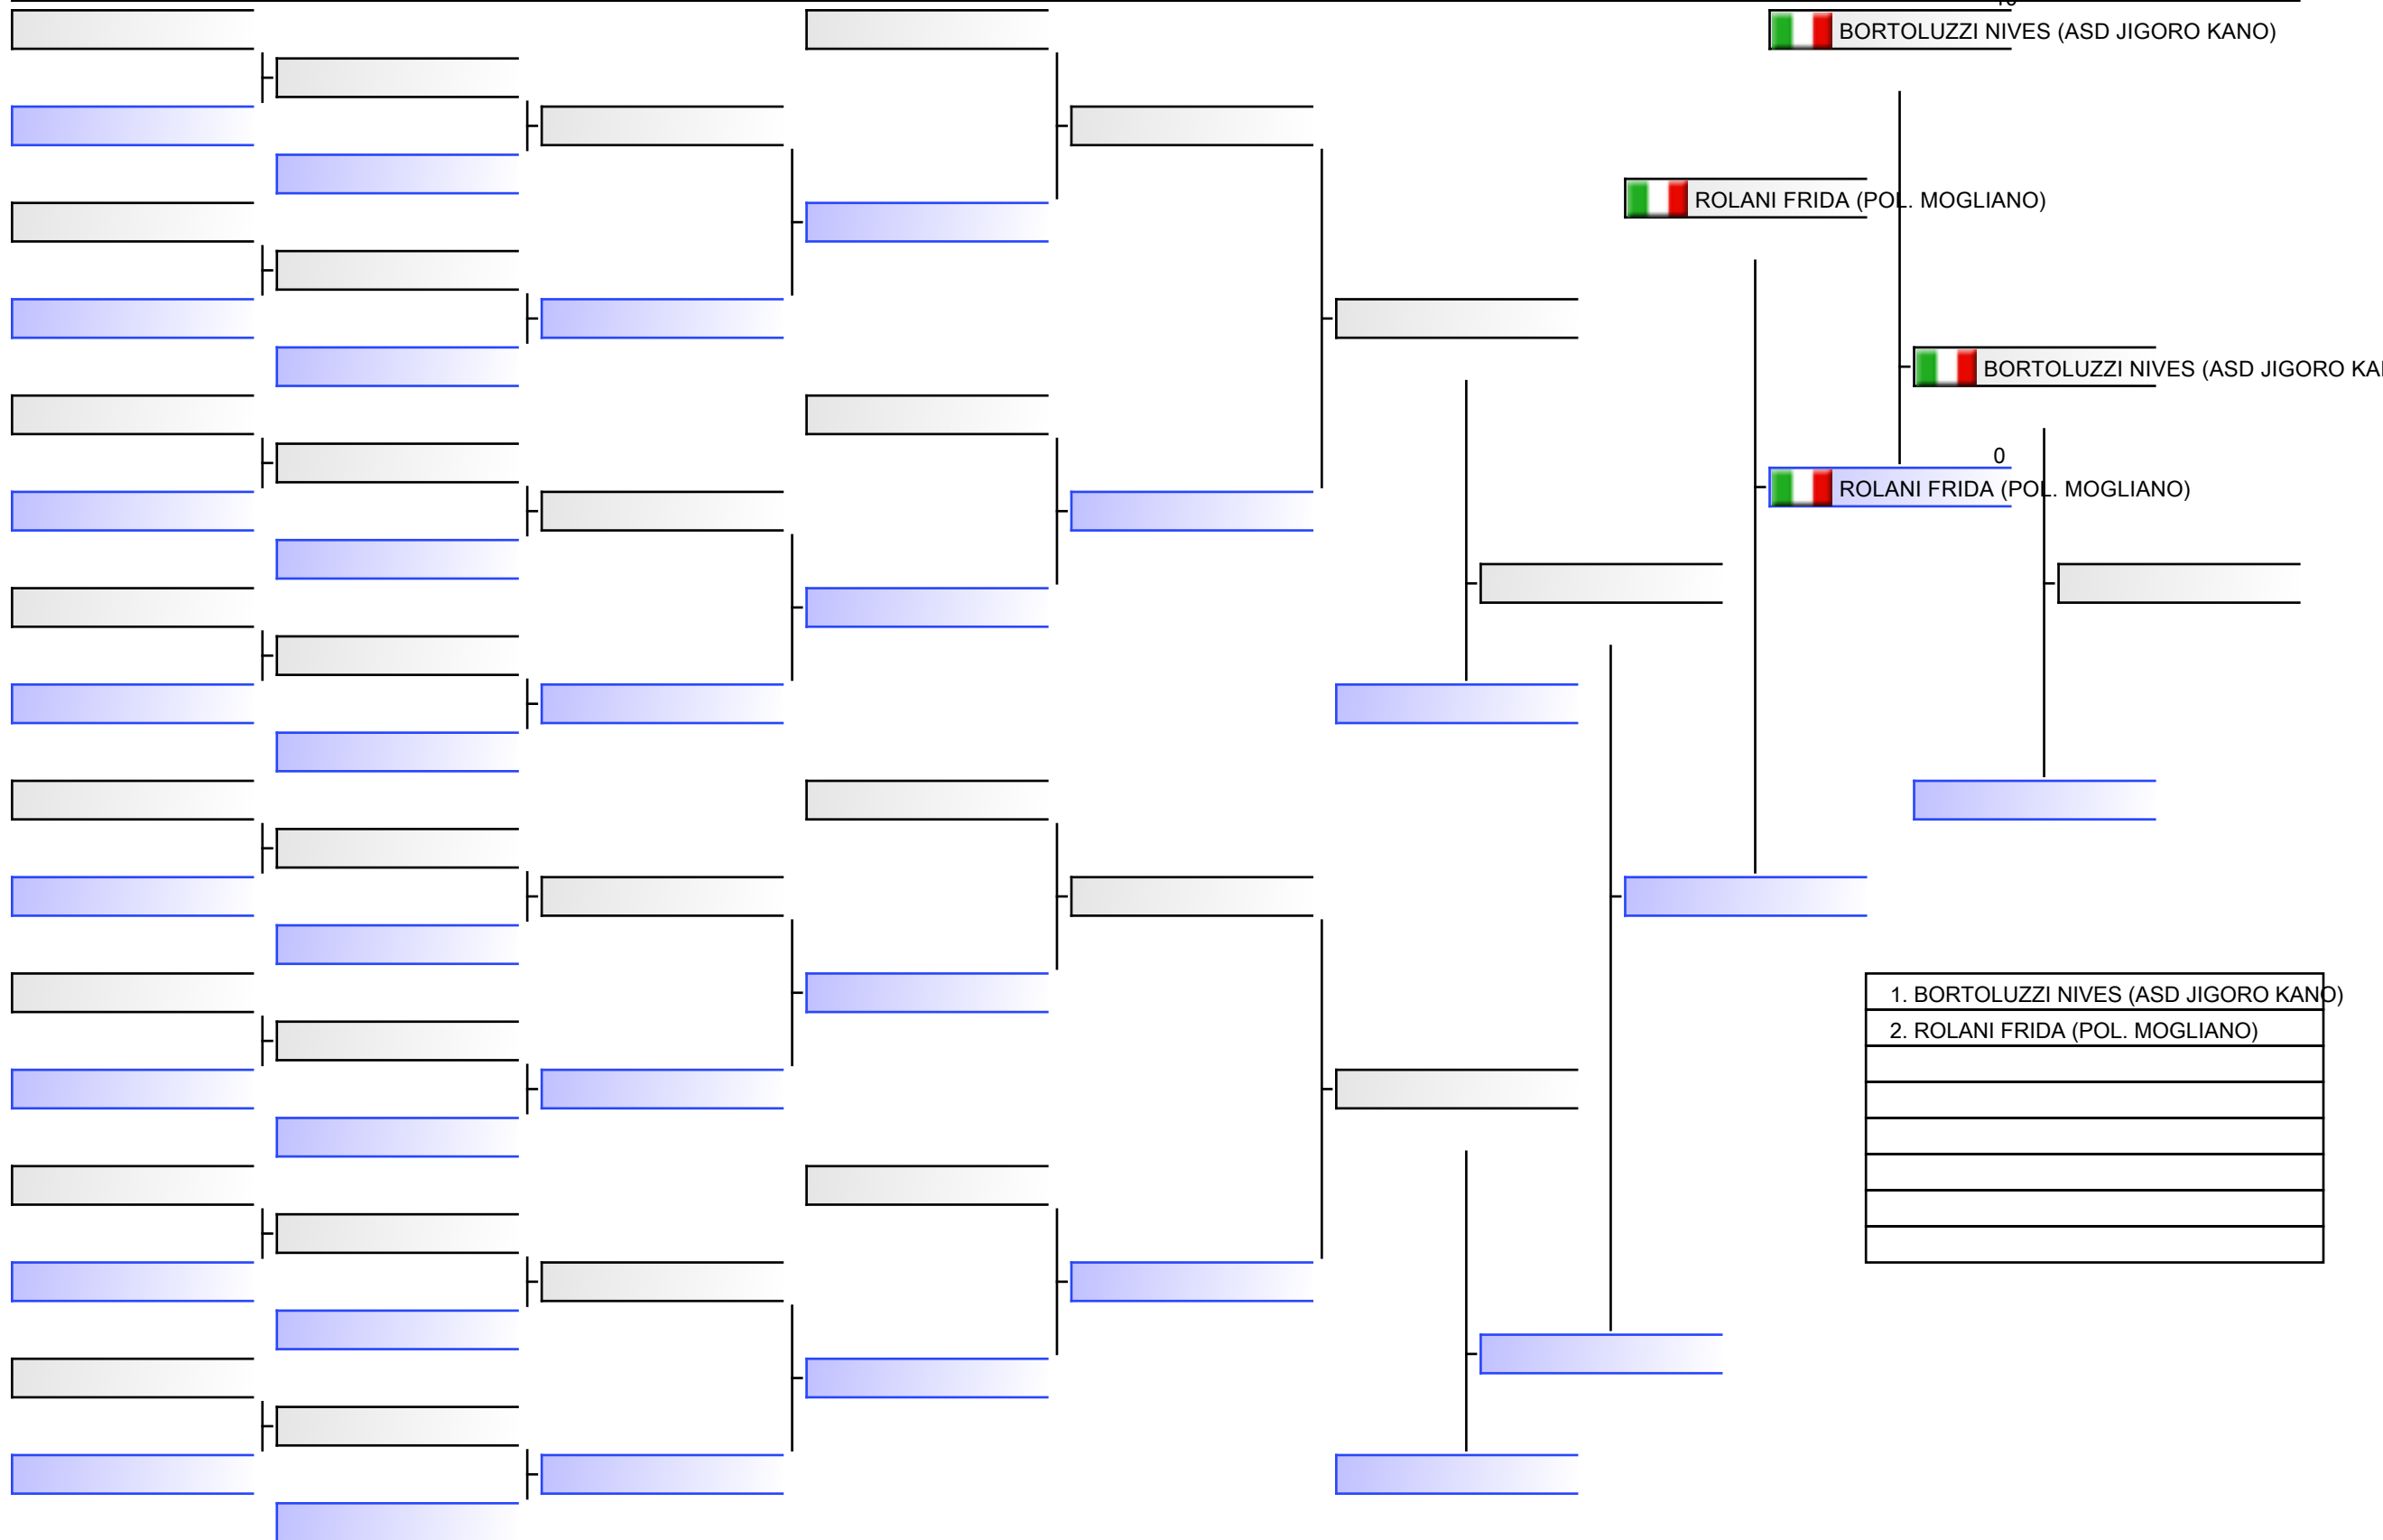 BORTOLUZZI NIVES (ASD JIGORO KANO)
ROLANI FRIDA (POL. MOGLIANO)
BORTOLUZZI NIVES (ASD JIGORO
0
ROLANI FRIDA (POL. MOGLIANO)
1. BORTOLUZZI NIVES (ASD JIGORO KANO)
2. ROLANI FRIDA (POL. MOGLIANO)